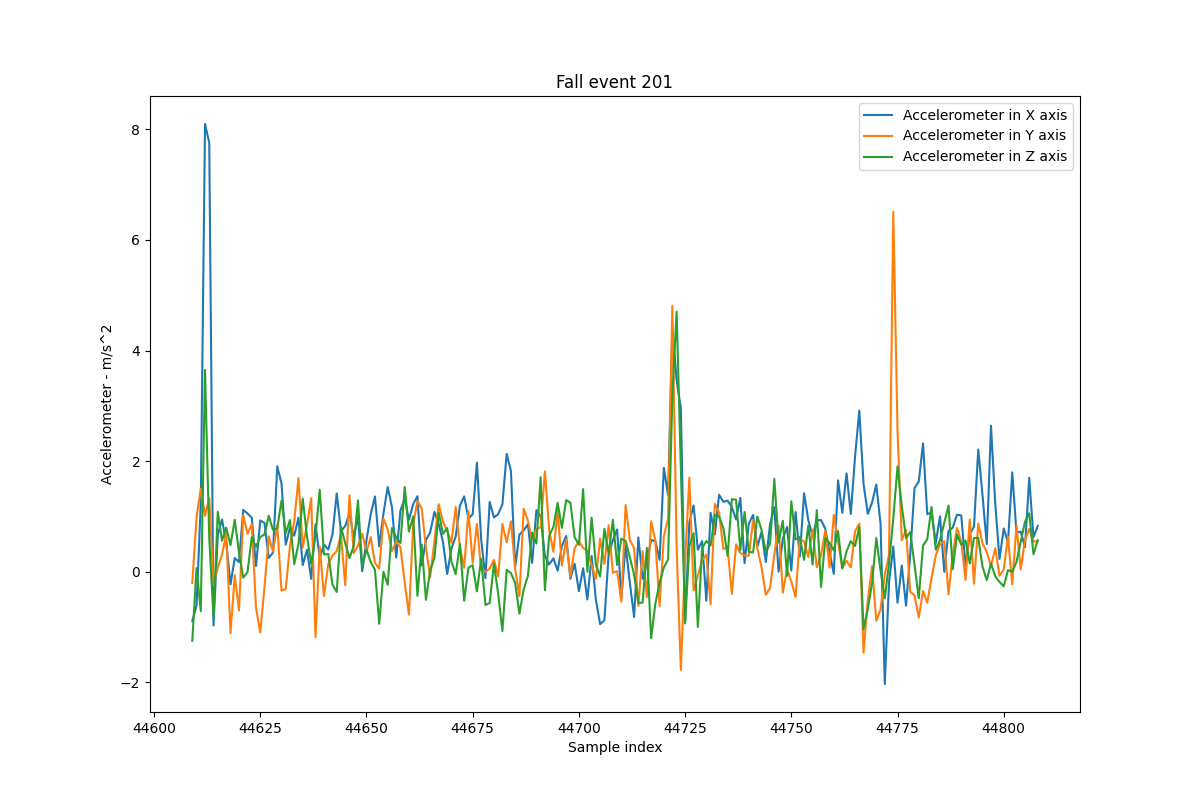 Fall event 201
Accelerometer in X axis
Accelerometer in Y axis
Accelerometer in Z axis
Accelerometer - m/s^2
8
6
4
2
0
−2
44600 44625 44650 44675 44700 44725 44750 44775 44800
Sample index